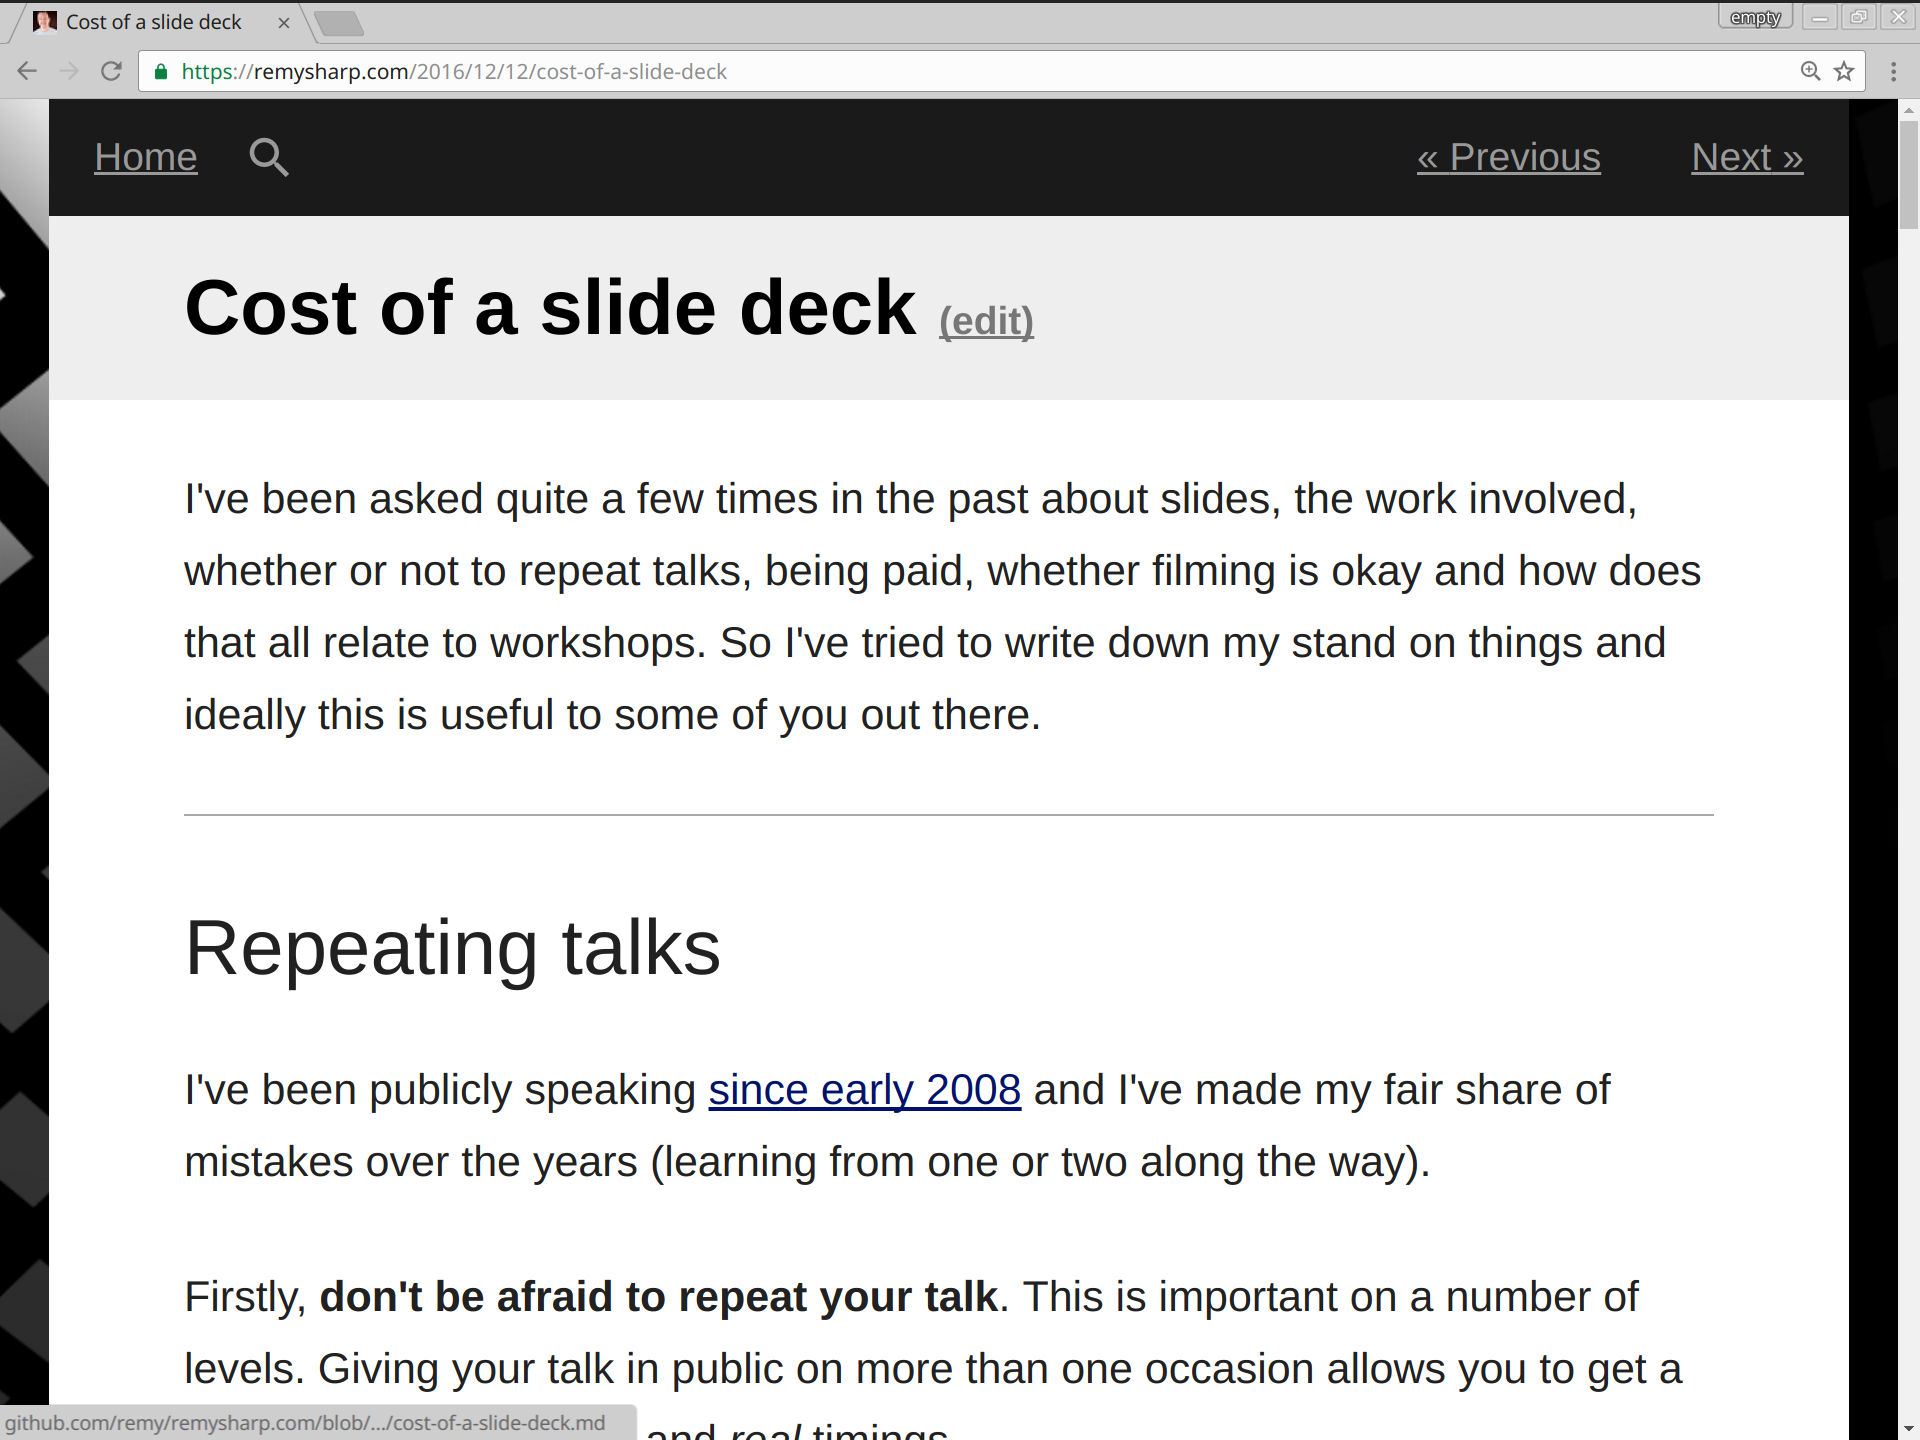 Cost of a slide deck
empty
https://remysharp.com/2016/12/12/cost-of-a-slide-deck
Home
« Previous
Next »
Cost of a slide deck (edit)
I've been asked quite a few times in the past about slides, the work involved,
whether or not to repeat talks, being paid, whether filming is okay and how does
that all relate to workshops. So I've tried to write down my stand on things and
ideally this is useful to some of you out there.
Repeating talks
I've been publicly speaking since early 2008 and I've made my fair share of
mistakes over the years (learning from one or two along the way).
Firstly, don't be afraid to repeat your talk. This is important on a number of
levels. Giving your talk in public on more than one occasion allows you to get a
and real timings
github.com/remy/remysharp.com/blob/.../cost-of-a-slide-deck.md